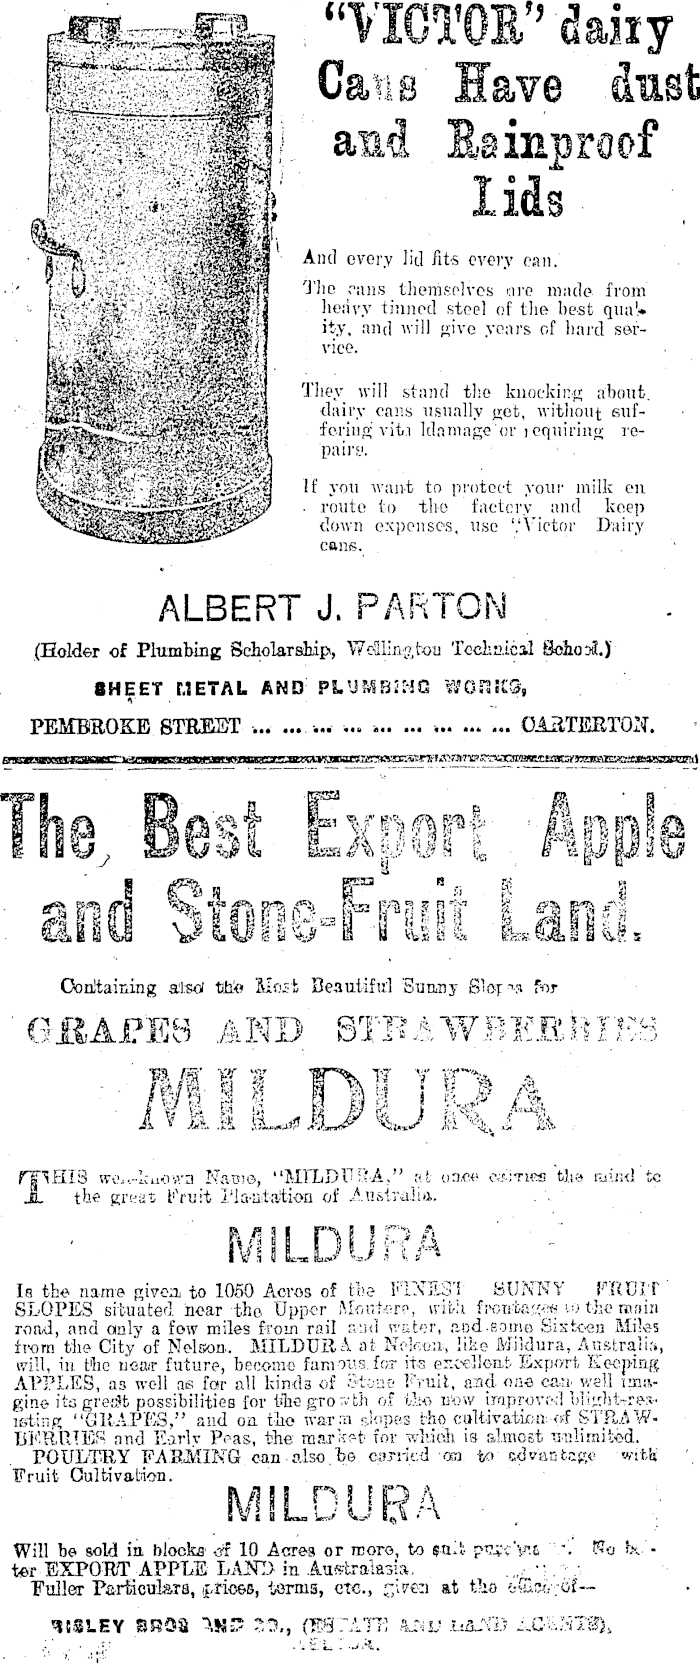 "VICTOR" dairy
Cans Have dust
and Rainproof
Lids
And every lid fits every can.
The cans themselves are made from
heavy tinned steel of the best qual-
ity, and will give years of hard ser-
vice.
They will stand the knocking about
dairy cans usually get, without suf-
fering vita ldamage or requiring re-
pairs.
If you want to protect your milk en
route to the factory and keep
down expenses, use "Victor Dairy
cans.
ALBERT J. PARTON
(Holder of Plumbing Scholarship, Wellington Technical School.)
SHEET METAL AND PLUMBING WORKS,
PEMBROKE STREET ... ... ... ... ... ... ... ... ... CARTERTON.
The Best Export Apple
and Stone-Fruit Land.
Containing also the Most Beautiful Sunny Slopes for
GRAPES AND STRAWBERRIES
MILDURA
THIS well-known Name, "MILDURA," at once carries the mind to
the great Fruit Plantation of Australia.
MILDURA
Is the name given to 1050 Acres of the FINEST SUNNY FRUIT
SLOPES situated near the Upper Moutere, with frontages to the main
road, and only a few miles from rail and water, and some Sixteen Miles
from the City of Nelson. MILDURA at Nelson, like Mildura, Australia,
will, in the near future, become famous for its excellent Export Keeping
APPLES, as well as for all kinds of Stone Fruit, and one can well ima-
gine its great possibilities for the growth of the now improved blight-res-
isting "GRAPES," and on the warm slopes the cultivation of STRAW-
BERRIES and Early Peas, the market for which is almost unlimited.
POULTRY FARMING can also be carried on to advantage with
Fruit Cultivation.
MILDURA
Will be sold in blocks of 10 Acres or more, to suit No bet-
ter EXPORT APPLE LAND in Australasia.
Fuller Particulars, prices, terms, etc., given at the office of—
BISLEY BROS AND CO., (ESTATE AND LAND AGENTS),
NELSON.